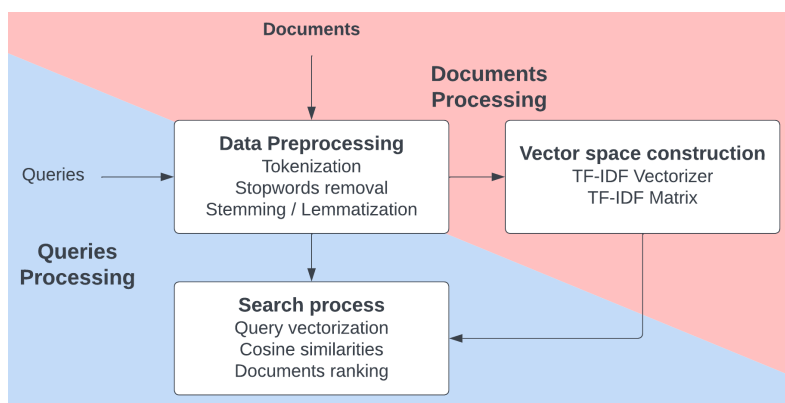 Documents
Documents
Processing
Data Preprocessing
Tokenization
Stopwords removal
Stemming / Lemmatization
Vector space construction
TF-IDF Vectorizer
TF-IDF Matrix
Queries
Queries
Processing
Search process
Query vectorization
Cosine similarities
Documents ranking